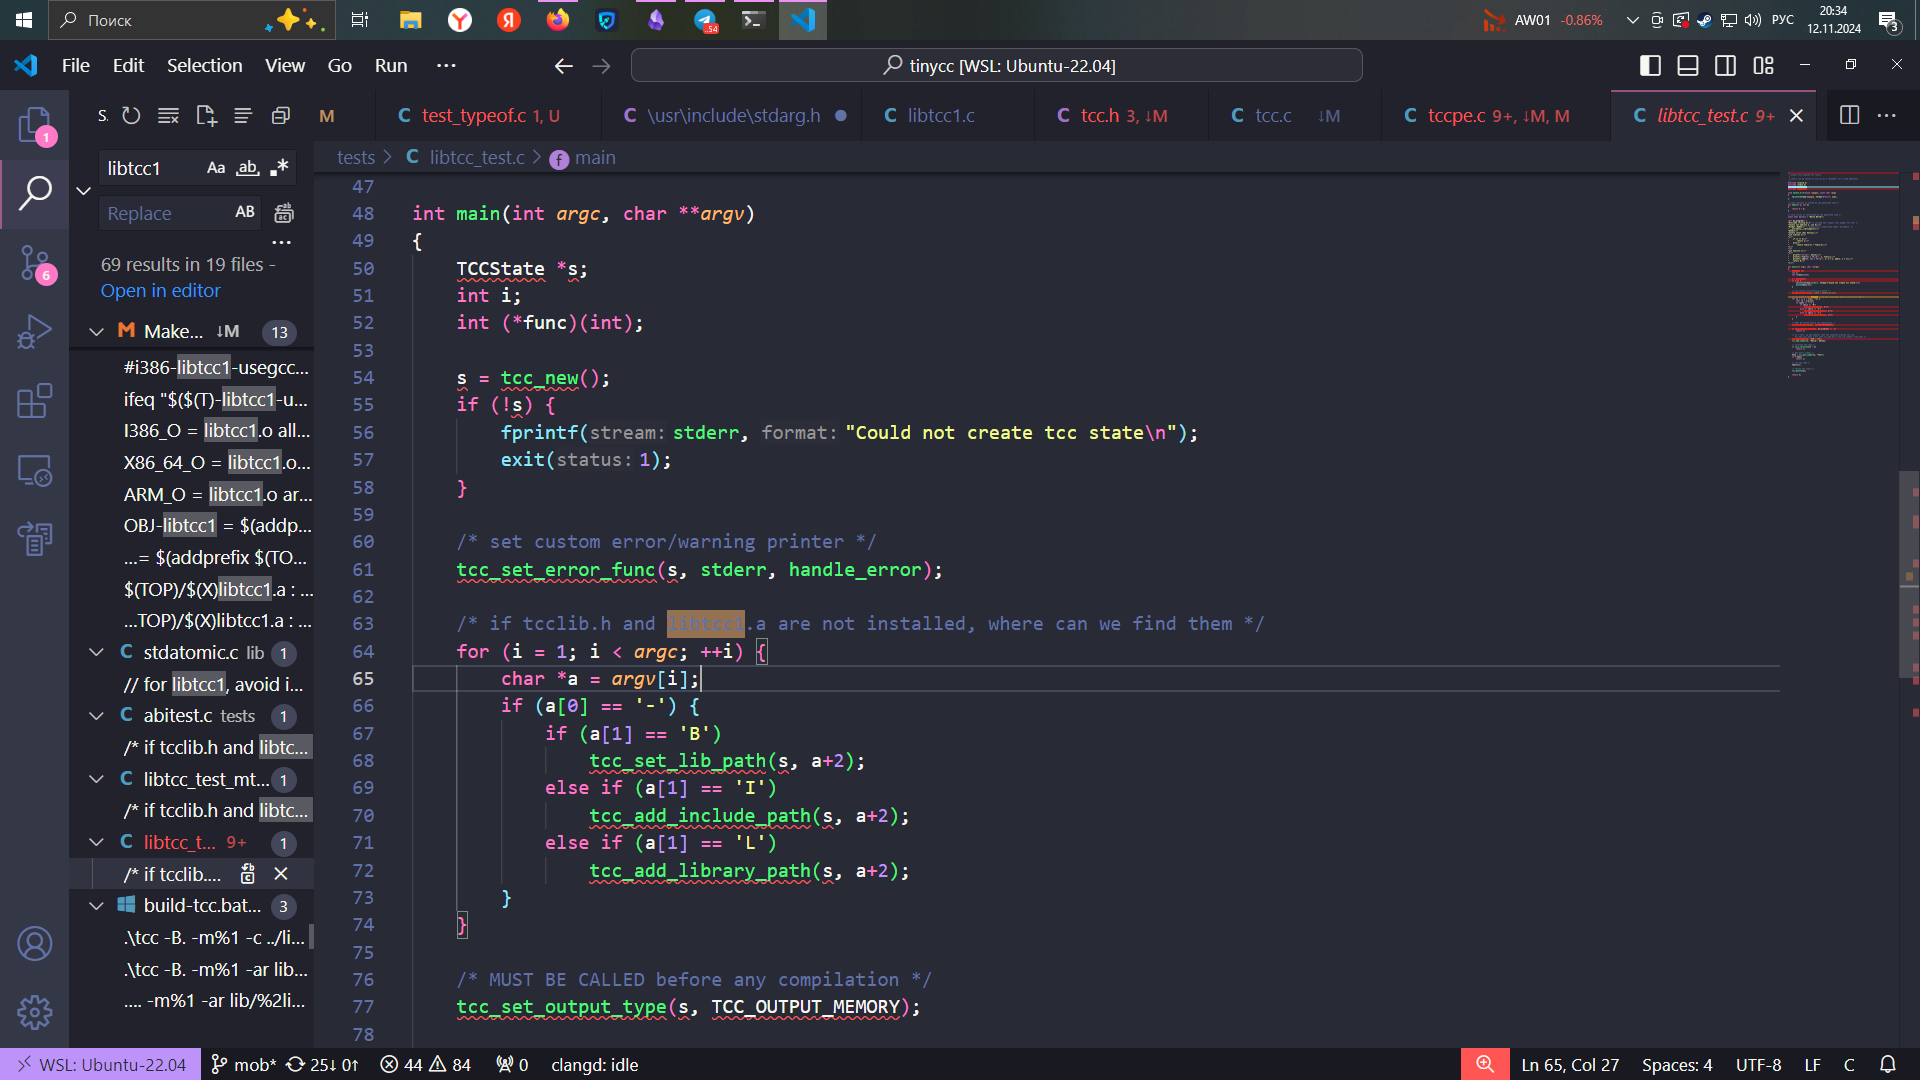 Поиск
54
AW01 -0.86%
РУС
20:34
12.11.2024
3
File Edit Selection View Go Run ···
tinycc [WSL: Ubuntu-22.04]
S.
M
C test_typeof.c 1, U
C \usr\include\stdarg.h
C libtcc1.c
C tcc.h 3, ↓M
C tcc.c ↓M
C tccpe.c 9+, ↓M, M
C libtcc_test.c 9+
tests > C libtcc_test.c > f main
1
6
libtcc1 Aa ab .*
Replace AB
69 results in 19 files -
Open in editor
M Make... ↓M 13
#i386-libtcc1-usegcc...
ifeq "$($(T)-libtcc1-u...
I386_O = libtcc1.o all...
X86_64_O = libtcc1.o...
ARM_O = libtcc1.o ar...
OBJ-libtcc1 = $(addp...
...= $(addprefix $(TO...
$(TOP)/$(X)libtcc1.a : ...
...TOP)/$(X)libtcc1.a : ...
C stdatomic.c lib 1
// for libtcc1, avoid i...
C abitest.c tests 1
/* if tcclib.h and libtc...
C libtcc_test_mt... 1
/* if tcclib.h and libtc...
C libtcc_t... 9+ 1
/* if tcclib....
build-tcc.bat... 3
.\tcc -B. -m%1 -c ../li...
.\tcc -B. -m%1 -ar lib...
.... -m%1 -ar lib/%2li...
47
48 int main(int argc, char **argv)
49 {
50 TCCState *s;
51 int i;
52 int (*func)(int);
53
54 s = tcc_new();
55 if (!s) {
56 fprintf(stream: stderr, format: "Could not create tcc state\n");
57 exit(status: 1);
58 }
59
60 /* set custom error/warning printer */
61 tcc_set_error_func(s, stderr, handle_error);
62
63 /* if tcclib.h and libtcc1.a are not installed, where can we find them */
64 for (i = 1; i < argc; ++i) {
65 char *a = argv[i];
66 if (a[0] == '-') {
67 if (a[1] == 'B')
68 tcc_set_lib_path(s, a+2);
69 else if (a[1] == 'I')
70 tcc_add_include_path(s, a+2);
71 else if (a[1] == 'L')
72 tcc_add_library_path(s, a+2);
73 }
74 }
75
76 /* MUST BE CALLED before any compilation */
77 tcc_set_output_type(s, TCC_OUTPUT_MEMORY);
78
WSL: Ubuntu-22.04 mob* 25↓ 0↑ 44 84 0 clangd: idle
Ln 65, Col 27 Spaces: 4 UTF-8 LF C